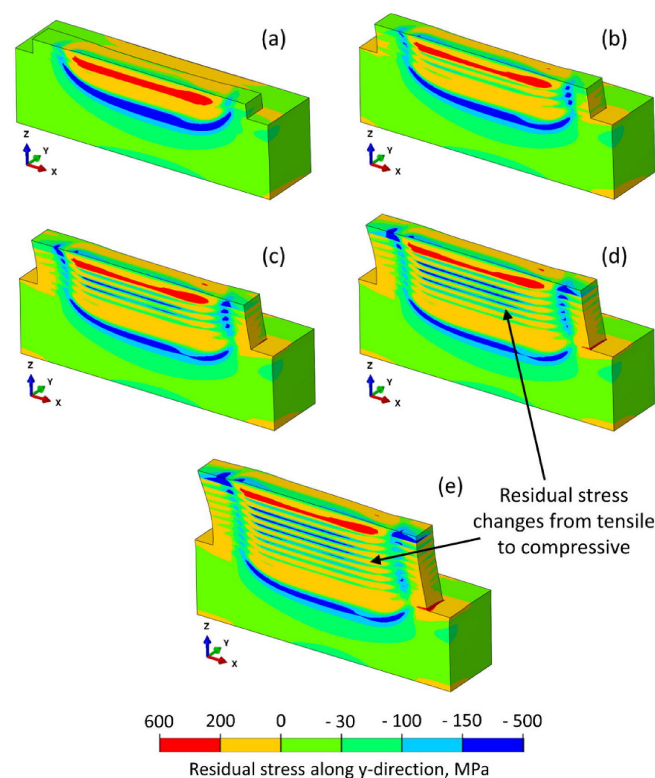 (a)
(b)
Z
Y
X
Z
Y
X
(c)
(d)
Z
Y
X
Z
Y
X
(e)
Residual stress
changes from tensile
to compressive
Z
Y
X
600 200 0 - 30 - 100 - 150 - 500
Residual stress along y-direction, MPa